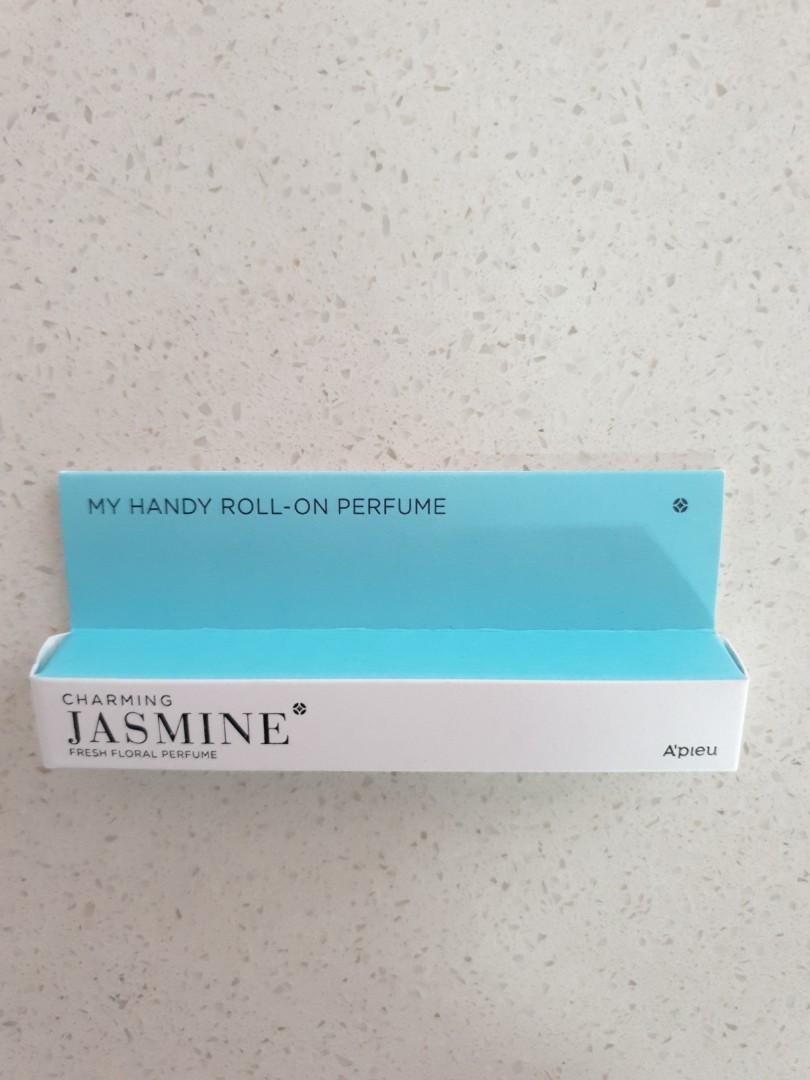 MY HANDY ROLL-ON PERFUME
CHARMING
JASMINE
FRESH FLORAL PERFUME
A'pieu